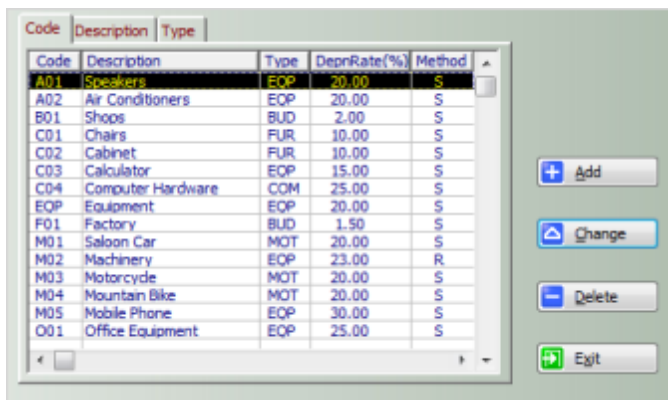 Code Description Type
Code Description Type DepnRate(%) Method
A01 Speakers EQP 20.00 S
A02 Air Conditioners EQP 20.00 S
B01 Shops BUD 2.00 S
C01 Chairs FUR 10.00 S
C02 Cabinet FUR 10.00 S
C03 Calculator EQP 15.00 S
C04 Computer Hardware COM 25.00 S
EQP Equipment EQP 20.00 S
F01 Factory BUD 1.50 S
M01 Saloon Car MOT 20.00 S
M02 Machinery EQP 23.00 R
M03 Motorcycle MOT 20.00 S
M04 Mountain Bike MOT 20.00 S
M05 Mobile Phone EQP 30.00 S
O01 Office Equipment EQP 25.00 S
Add
Change
Delete
Exit